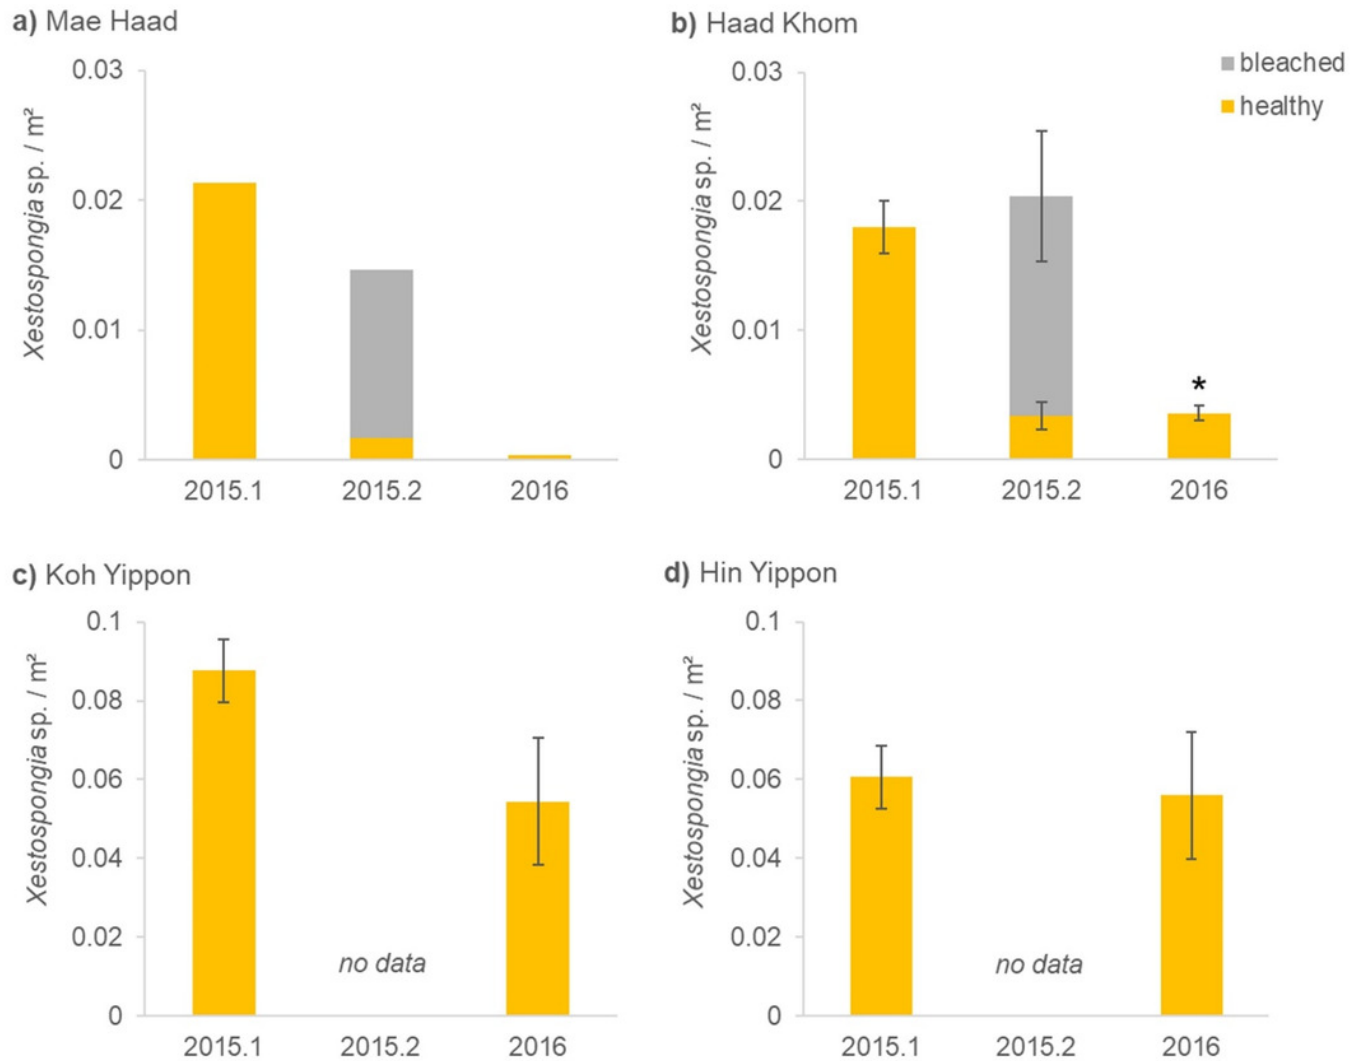 a) Mae Haad
Xestospongia sp. / m²
0.03
0.02
0.01
0
2015.1 2015.2 2016
b) Haad Khom
bleached
healthy
Xestospongia sp. / m²
0.03
0.02
0.01
0
*
2015.1 2015.2 2016
c) Koh Yippon
Xestospongia sp. / m²
0.1
0.08
0.06
0.04
0.02
0
no data
2015.1 2015.2 2016
d) Hin Yippon
Xestospongia sp. / m²
0.1
0.08
0.06
0.04
0.02
0
no data
2015.1 2015.2 2016